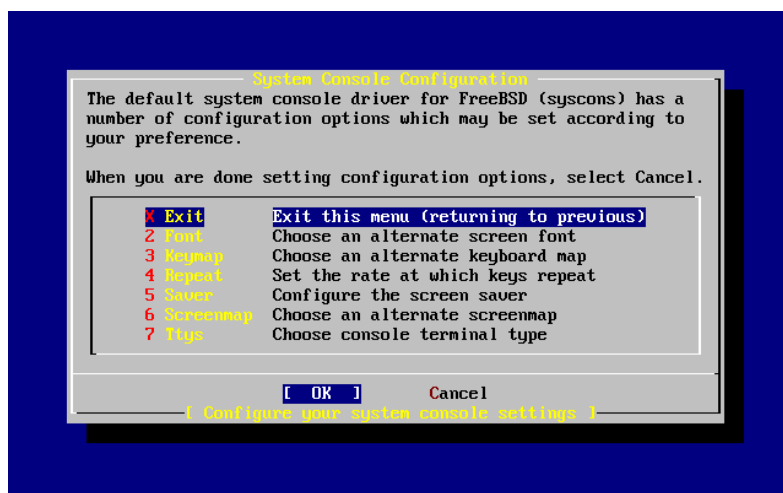 System Console Configuration
The default system console driver for FreeBSD (syscons) has a
number of configuration options which may be set according to
your preference.
When you are done setting configuration options, select Cancel.
X Exit Exit this menu (returning to previous)
2 Font Choose an alternate screen font
3 Keymap Choose an alternate keyboard map
4 Repeat Set the rate at which keys repeat
5 Saver Configure the screen saver
6 Screenmap Choose an alternate screenmap
7 Ttys Choose console terminal type
[ OK ] Cancel
[ Configure your system console settings ]